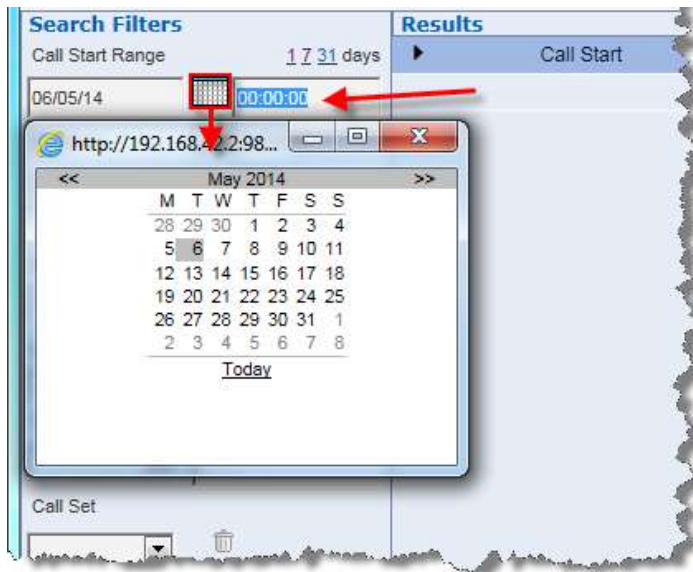 Search Filters
Results
Call Start Range 1 7 31 days
Call Start
06/05/14 00:00:00
http://192.168.42.2:98...
<< May 2014 >>
M T W T F S S
28 29 30 1 2 3 4
5 6 7 8 9 10 11
12 13 14 15 16 17 18
19 20 21 22 23 24 25
26 27 28 29 30 31 1
2 3 4 5 6 7 8
Today
Call Set